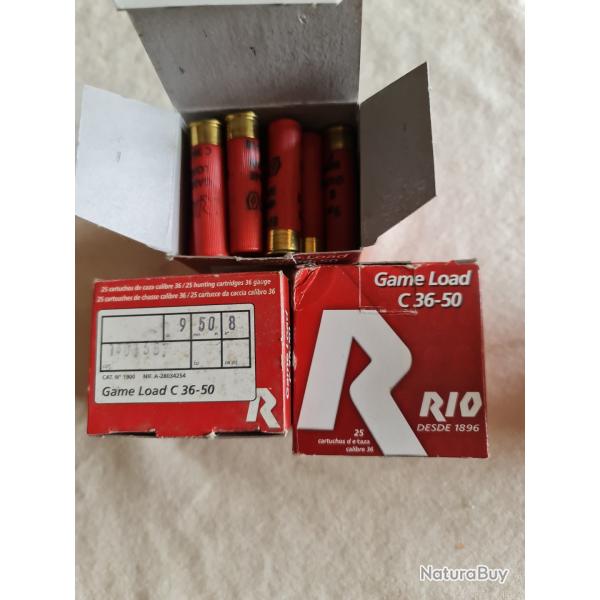 25 cartuchos de caza calibre 36 / 25 hunting cartridges 36 gauge
25 cartouches de chasse calibre 36 / 25 cartucce da caccia calibro 36
9 50 8
CAT. Nº 1900 NIF. A-28034254
Game Load C 36-50
R
Game Load
C 36-50
R
RIO
DESDE 1896
25
cartuchos de caza
calibre 36
NaturaBuy